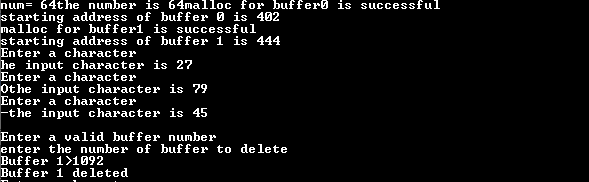 num= 64the number is 64malloc for buffer0 is successful
starting address of buffer 0 is 402
malloc for buffer1 is successful
starting address of buffer 1 is 444
Enter a character
he input character is 27
Enter a character
Othe input character is 79
Enter a character
-the input character is 45
Enter a valid buffer number
enter the number of buffer to delete
Buffer 1>1092
Buffer 1 deleted